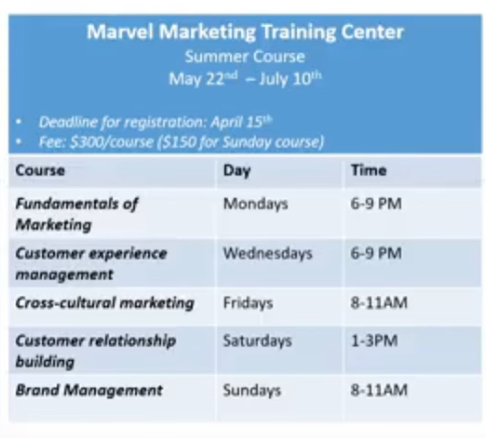 Marvel Marketing Training Center
Summer Course
May 22nd – July 10th
• Deadline for registration: April 15th
• Fee: $300/course ($150 for Sunday course)
Course Day Time
Fundamentals of Mondays 6-9 PM
Marketing
Customer experience Wednesdays 6-9 PM
management
Cross-cultural marketing Fridays 8-11AM
Customer relationship Saturdays 1-3PM
building
Brand Management Sundays 8-11AM